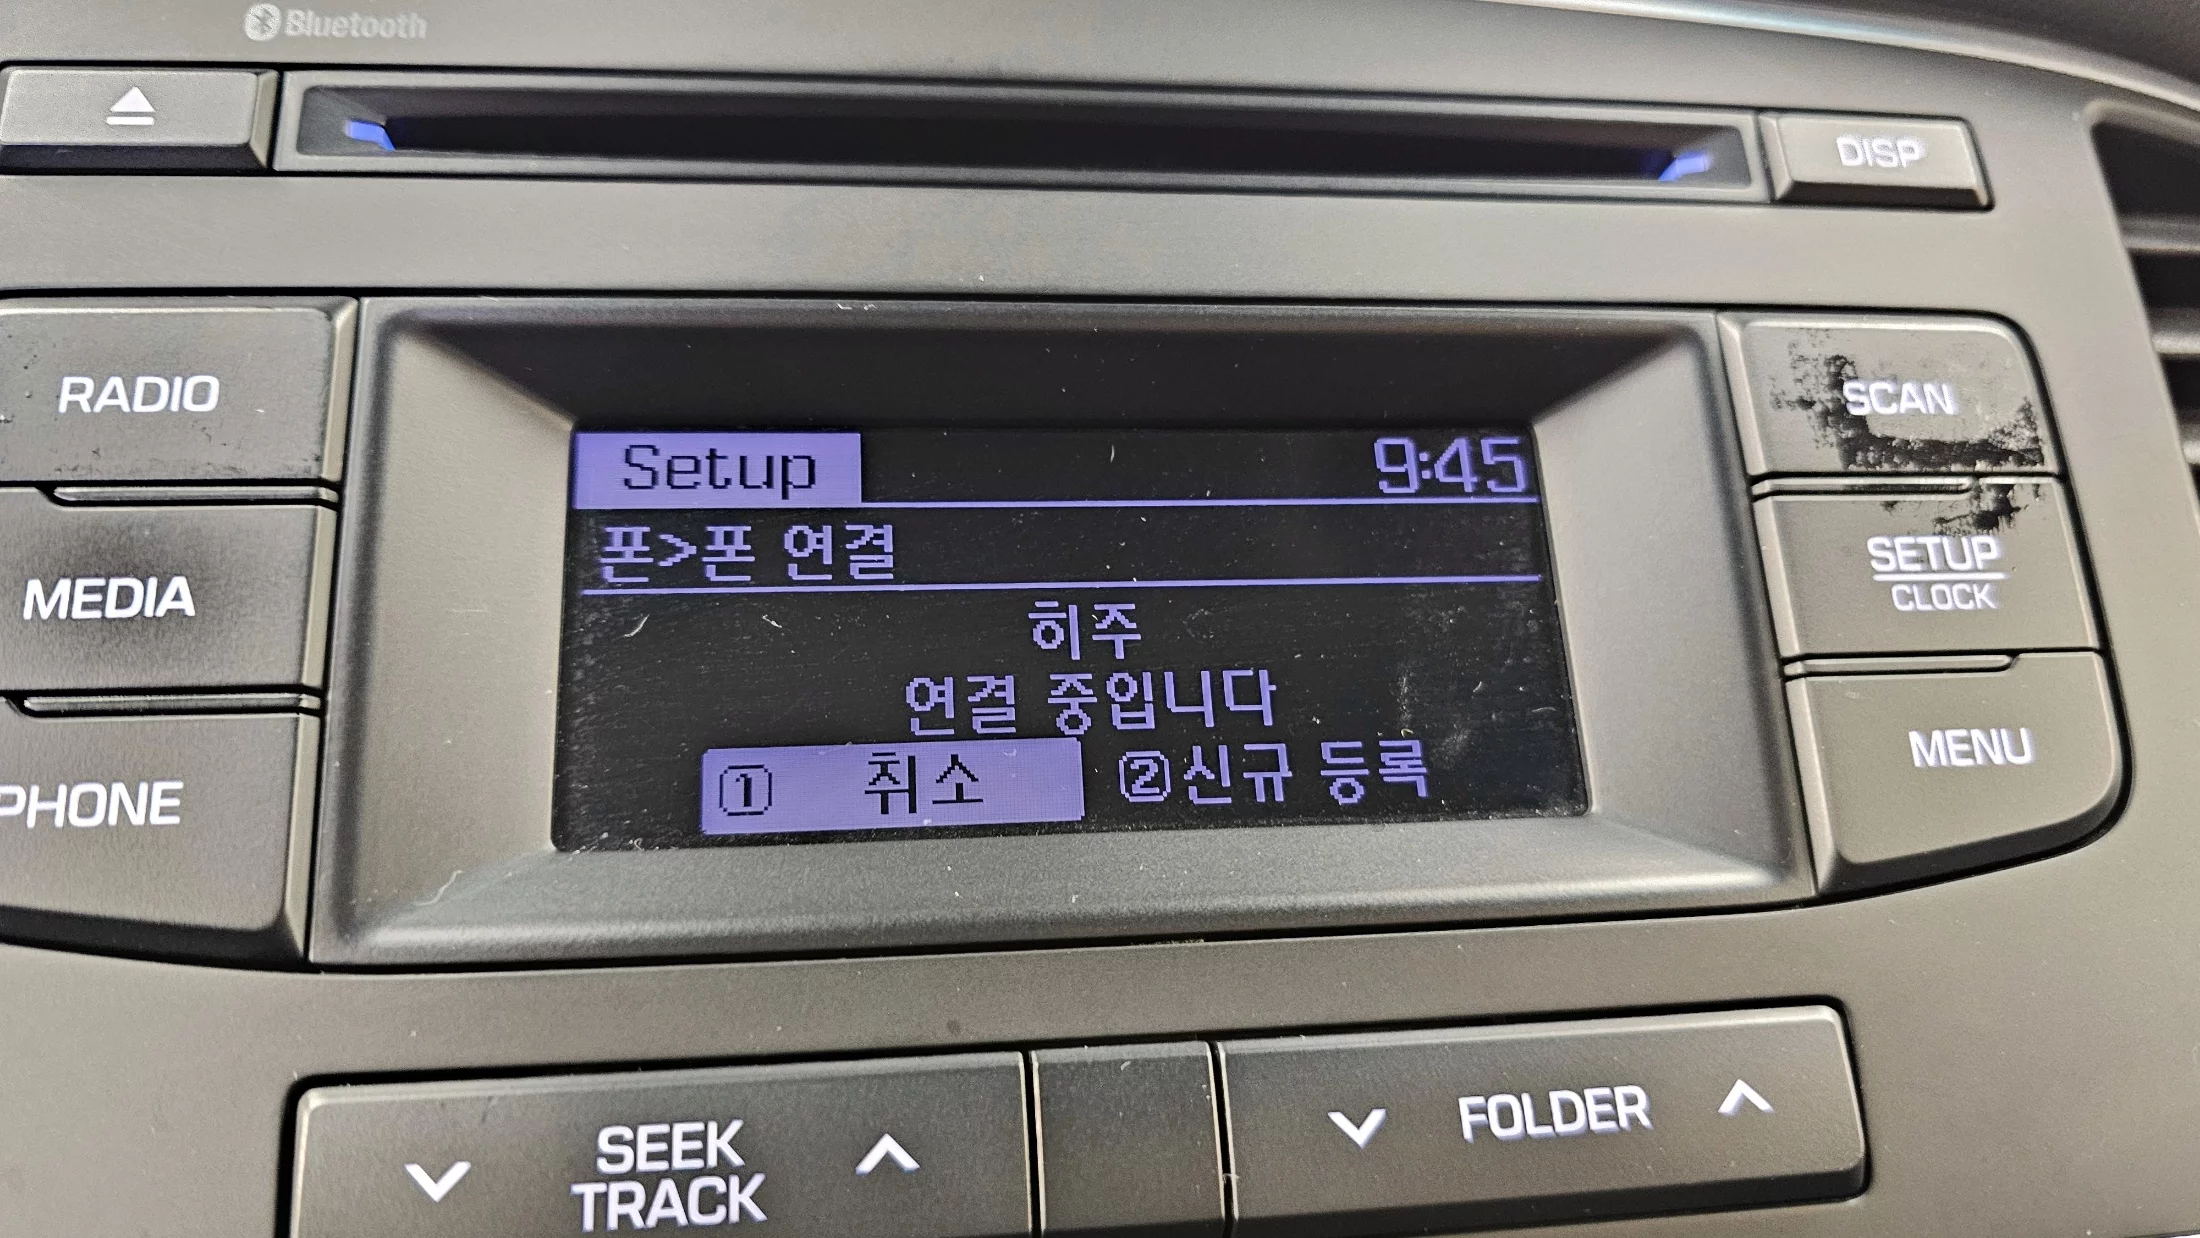 Bluetooth
DISP
RADIO
MEDIA
PHONE
Setup 9:45
폰>폰 연결
히주
연결 중입니다
① 취소 ②신규 등록
SCAN
SETUP
CLOCK
MENU
SEEK
TRACK
FOLDER